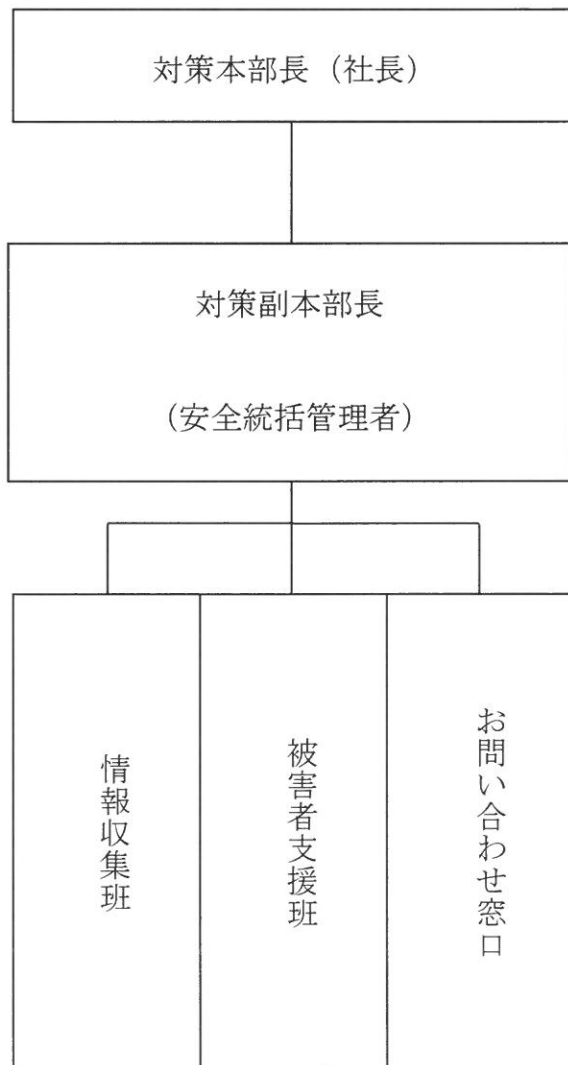 対策本部長（社長）
対策副本部長
（安全統括管理者）
情報収集班
被害者支援班
お問い合わせ窓口